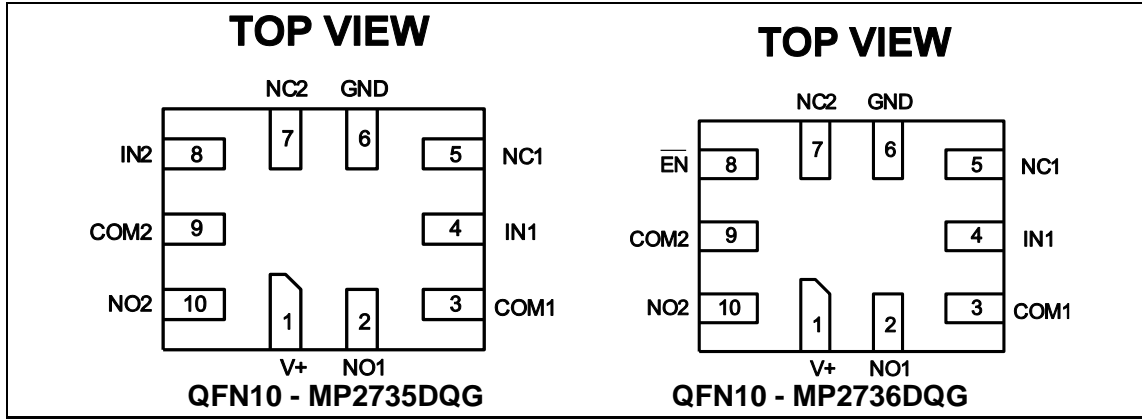 TOP VIEW
NC2 GND
7 6
IN2 8 5 NC1
COM2 9 4 IN1
NO2 10 3 COM1
1 2
V+ NO1
QFN10 - MP2735DQG
TOP VIEW
NC2 GND
7 6
EN 8 5 NC1
COM2 9 4 IN1
NO2 10 3 COM1
1 2
V+ NO1
QFN10 - MP2736DQG